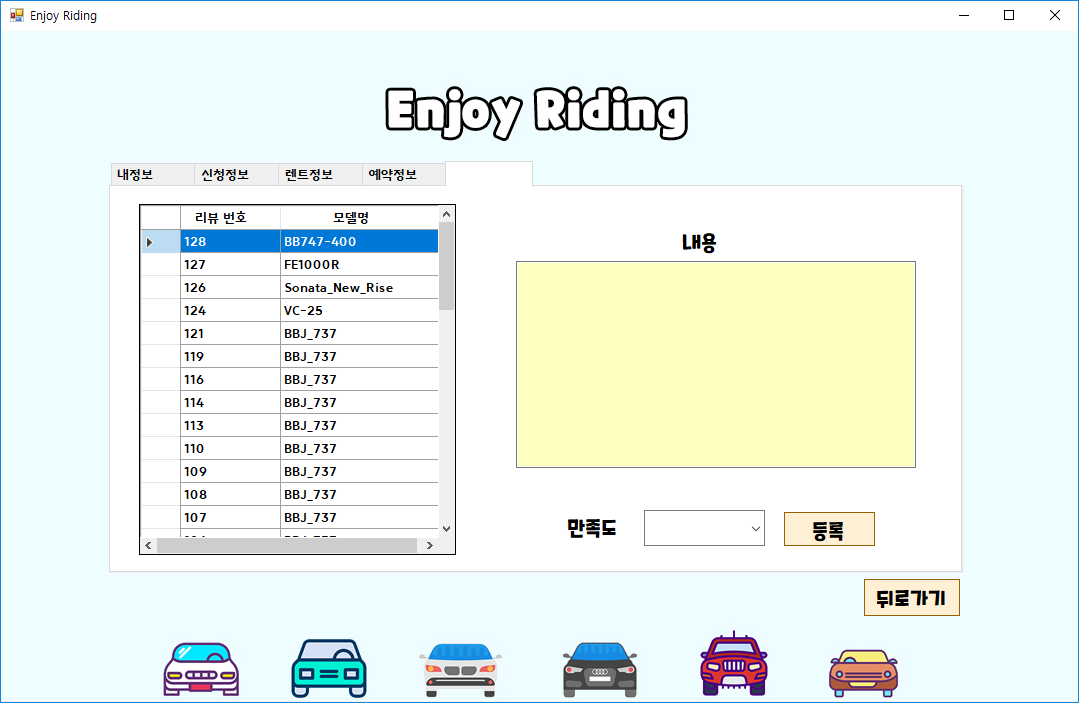 Enjoy Riding
Enjoy Riding
내정보 신청정보 렌트정보 예약정보
리뷰 번호 모델명
128 BB747-400
127 FE1000R
126 Sonata_New_Rise
124 VC-25
121 BBJ_737
119 BBJ_737
116 BBJ_737
114 BBJ_737
113 BBJ_737
110 BBJ_737
109 BBJ_737
108 BBJ_737
107 BBJ_737
내용
만족도
등록
뒤로가기